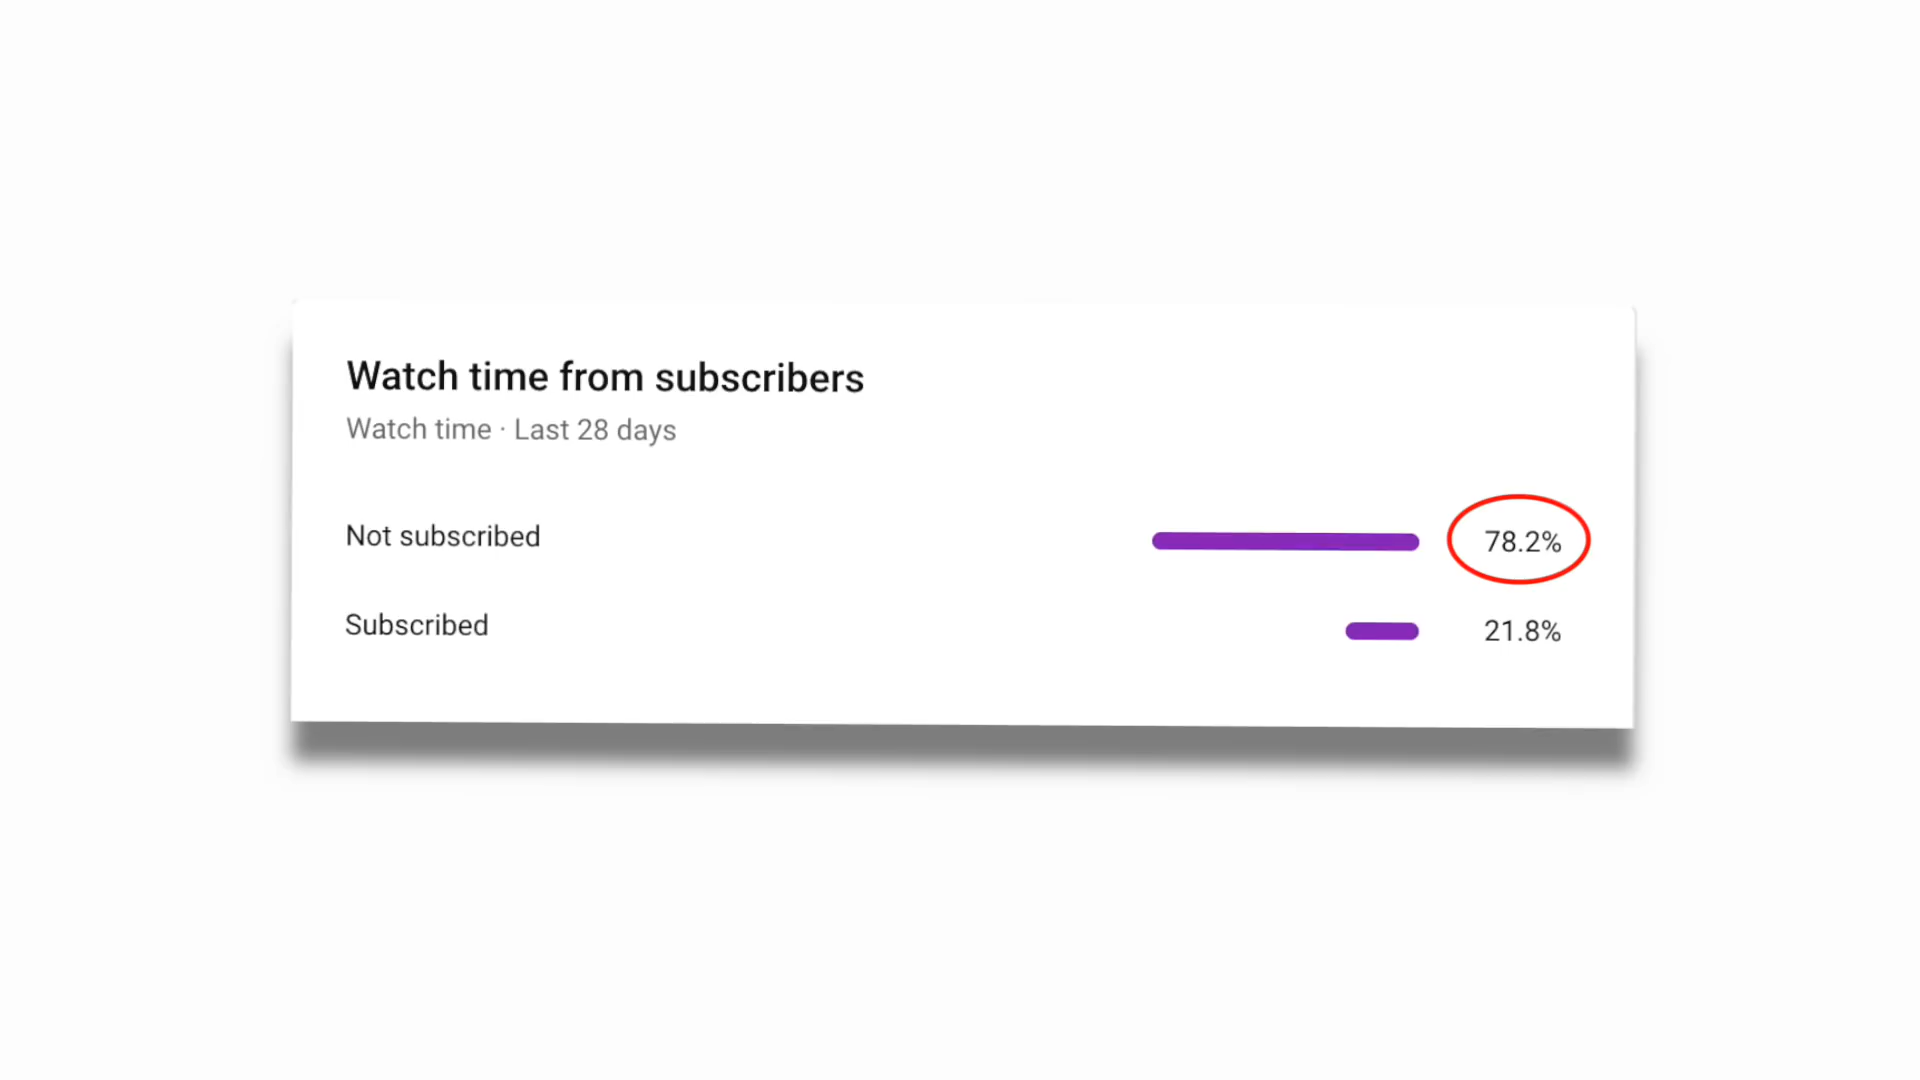 Watch time from subscribers
Watch time · Last 28 days
Not subscribed 78.2%
Subscribed 21.8%